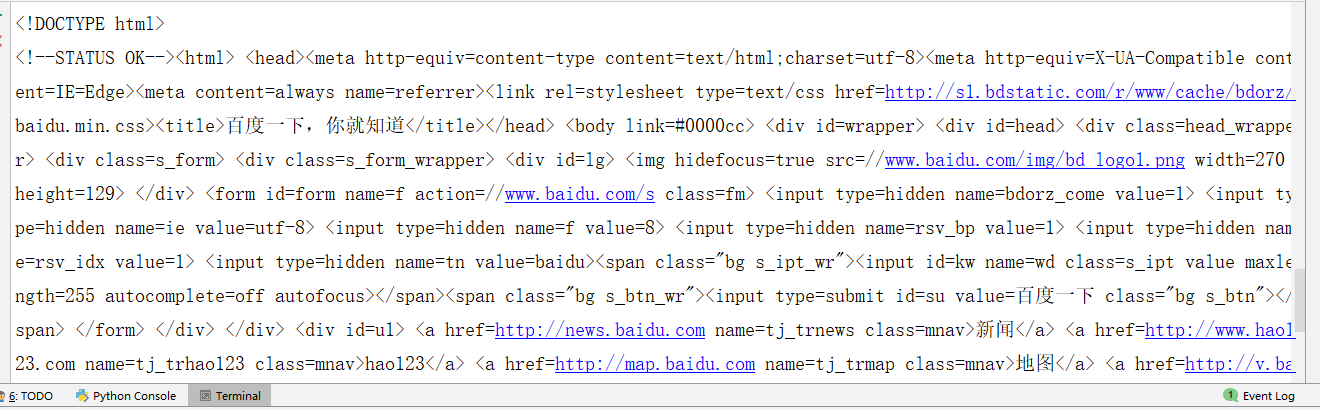 <!DOCTYPE html>
<!--STATUS OK--><html> <head><meta http-equiv=content-type content=text/html;charset=utf-8><meta http-equiv=X-UA-Compatible cont
ent=IE=Edge><meta content=always name=referrer><link rel=stylesheet type=text/css href=http://s1.bdstatic.com/r/www/cache/bdorz/
baidu.min.css><title>百度一下，你就知道</title></head> <body link=#0000cc> <div id=wrapper> <div id=head> <div class=head_wrappe
r> <div class=s_form> <div class=s_form_wrapper> <div id=lg> <img hidefocus=true src=//www.baidu.com/img/bd_logo1.png width=270
height=129> </div> <form id=form name=f action=//www.baidu.com/s class=fm> <input type=hidden name=bdorz_come value=1> <input ty
pe=hidden name=ie value=utf-8> <input type=hidden name=f value=8> <input type=hidden name=rsv_bp value=1> <input type=hidden nam
e=rsv_idx value=1> <input type=hidden name=tn value=baidu><span class="bg s_ipt_wr"><input id=kw name=wd class=s_ipt value maxle
ngth=255 autocomplete=off autofocus></span><span class="bg s_btn_wr"><input type=submit id=su value=百度一下 class="bg s_btn"></
span> </form> </div> </div> <div id=u1> <a href=http://news.baidu.com name=tj_trnews class=mnav>新闻</a> <a href=http://www.hao1
23.com name=tj_trhao123 class=mnav>hao123</a> <a href=http://map.baidu.com name=tj_trmap class=mnav>地图</a> <a href=http://v.ba
6: TODO Python Console Terminal 1 Event Log